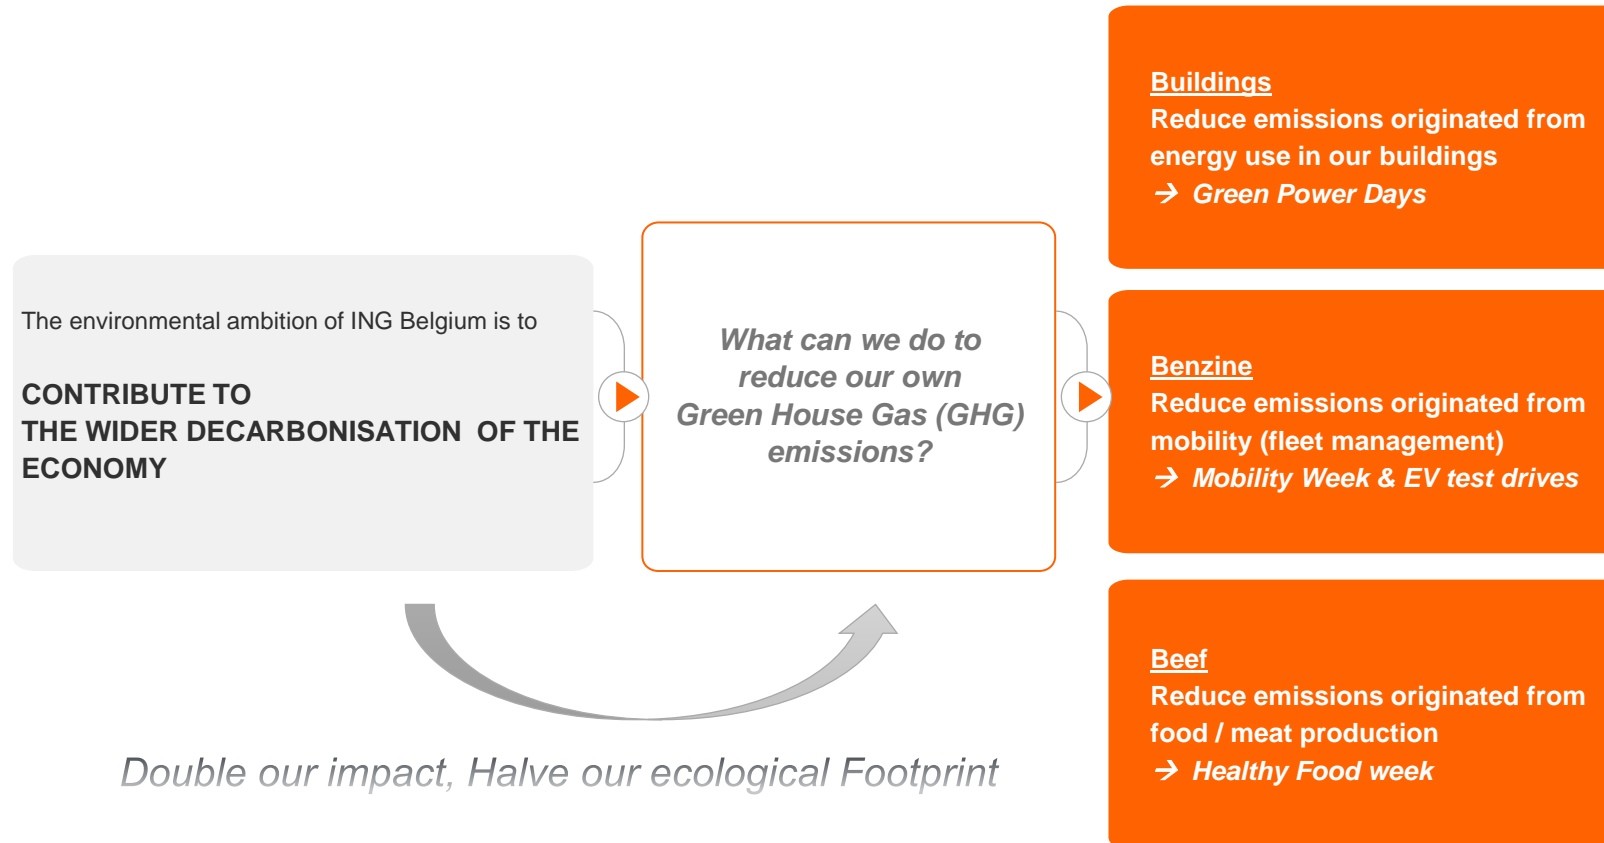 The environmental ambition of ING Belgium is to
CONTRIBUTE TO
THE WIDER DECARBONISATION OF THE
ECONOMY
What can we do to
reduce our own
Green House Gas (GHG)
emissions?
Double our impact, Halve our ecological Footprint
Buildings
Reduce emissions originated from
energy use in our buildings
→ Green Power Days
Benzine
Reduce emissions originated from
mobility (fleet management)
→ Mobility Week & EV test drives
Beef
Reduce emissions originated from
food / meat production
→ Healthy Food week